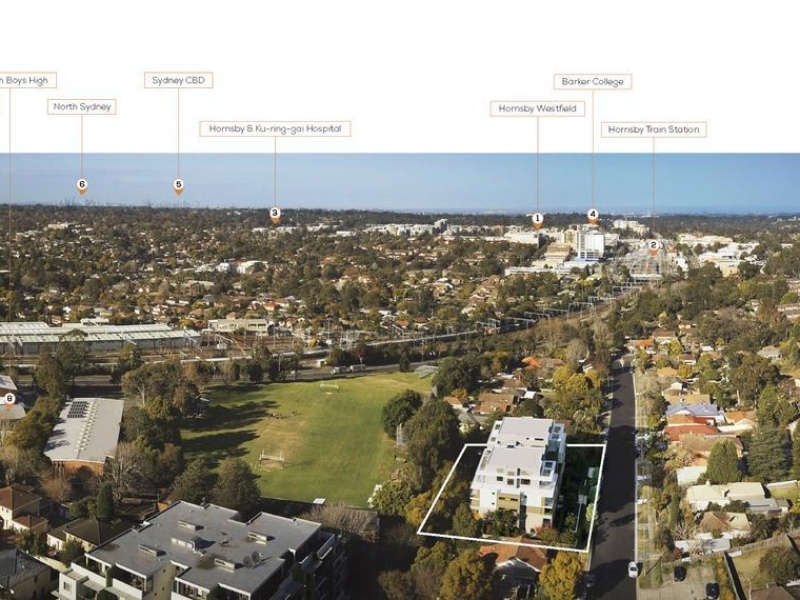 Boys High
Sydney CBD
Barker College
North Sydney
Hornsby Westfield
Hornsby & Ku-ring-gai Hospital
Hornsby Train Station
6
5
3
1
4
2